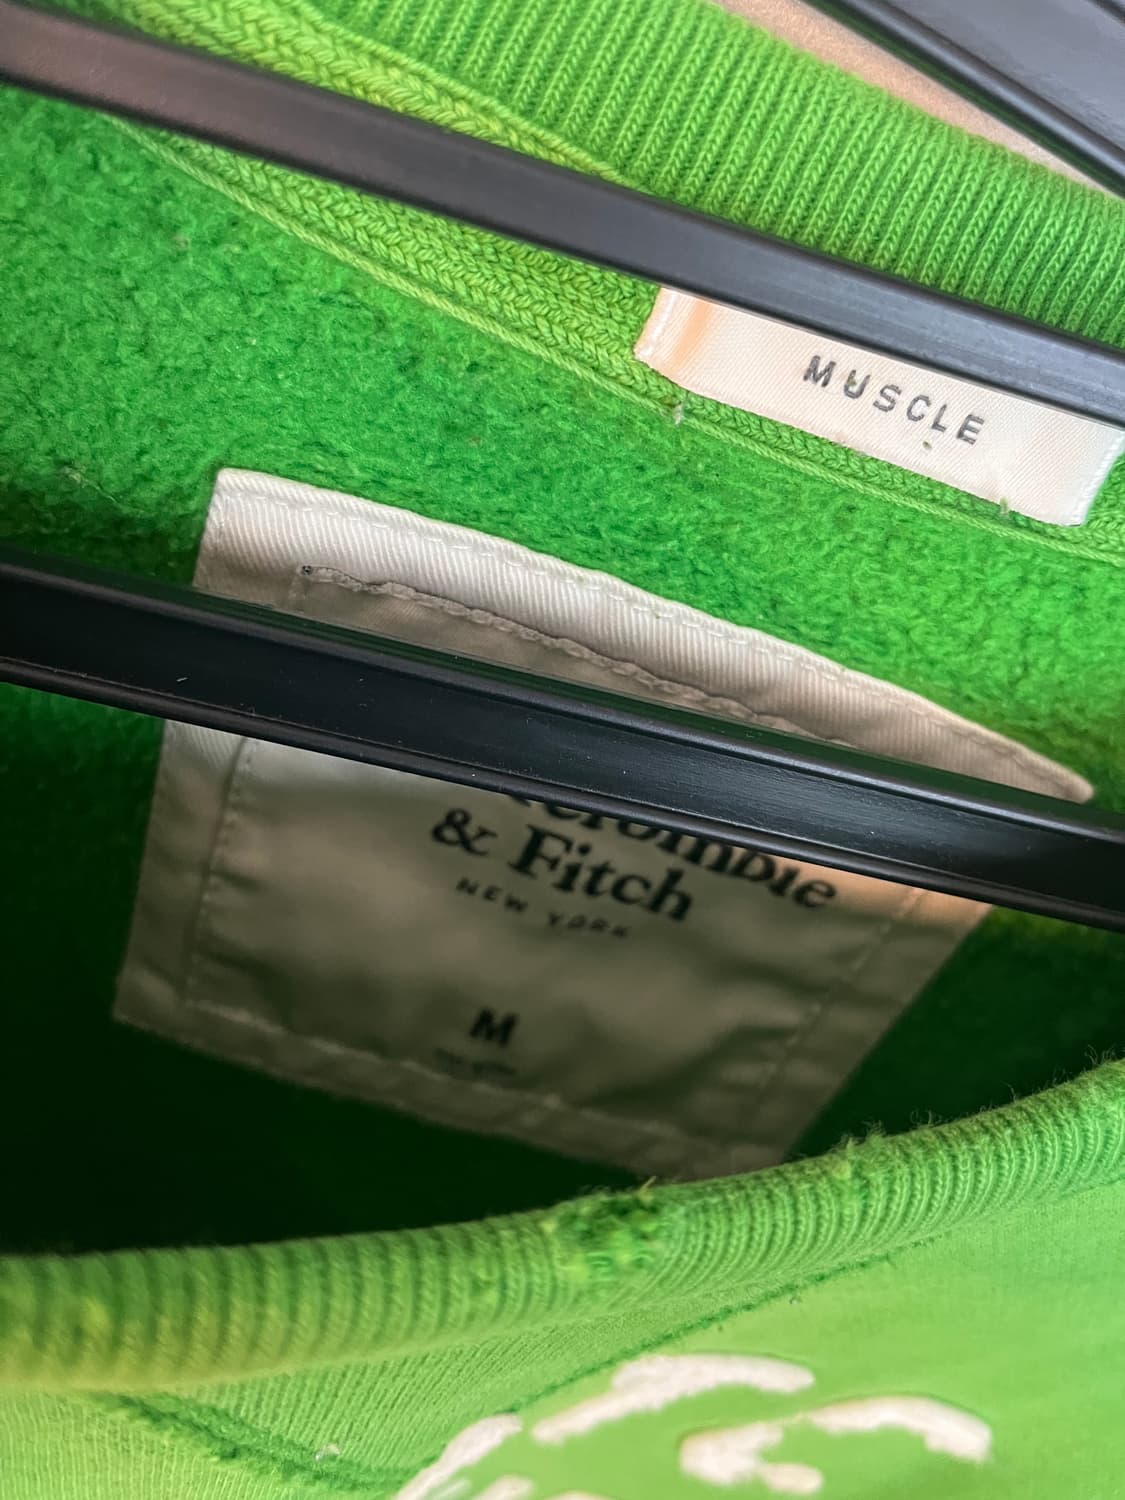 MUSCLE
& Fitch
NEW YORK
M